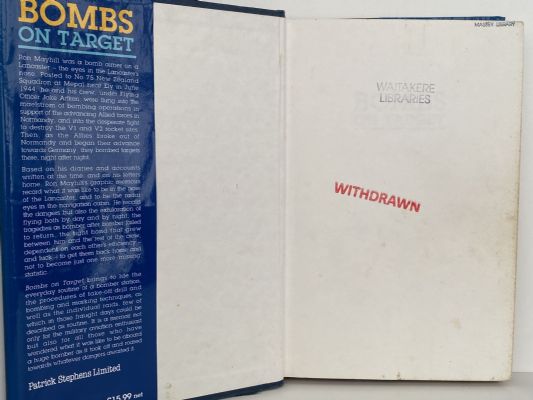 BOMBS
ON TARGET
Ron Mayhill was a bomb aimer on a
Lancaster – the eyes in the Lancaster's
nose. Posted to No 75 New Zealand
Squadron at Mepal near Ely in June
1944, he and his crew, under Flying
Officer Jake Aitken, were flung into the
maelstrom of bombing operations in
support of the advancing Allied forces in
Normandy, and into the desperate fight
to destroy the V1 and V2 rocket sites.
Then, as the Allies broke out of
Normandy and began their advance
towards Germany, they bombed targets
there, night after night.
Based on his diaries and accounts
written at the time, and on his letters
home, Ron Mayhill's graphic memoirs
record what it was like to be in the nose
of the Lancaster, and to be the radar
eyes in the navigation cabin. He recalls
the dangers but also the exhilaration of
flying both by day and by night; the
tragedies as bomber after bomber failed
to return; the tight bond that grew
between him and the rest of the crew,
dependent on each other's efficiency –
and luck – to get them back home and
not to become just one more missing
statistic.
Bombs on Target brings to life the
everyday routine of a bomber station,
the procedures of take-off drill and
bombing and marking techniques, as
well as the individual raids, few of
which in those fraught days could be
described as routine. It is a memoir not
only for the military aviation enthusiast
but also for all those who have
wondered what it was like to be aboard
a huge bomber as it took off and roared
towards whatever dangers awaited it.
Patrick Stephens Limited
£15.99 net
MASSEY LIBRARY
WAITAKERE
LIBRARIES
WITHDRAWN